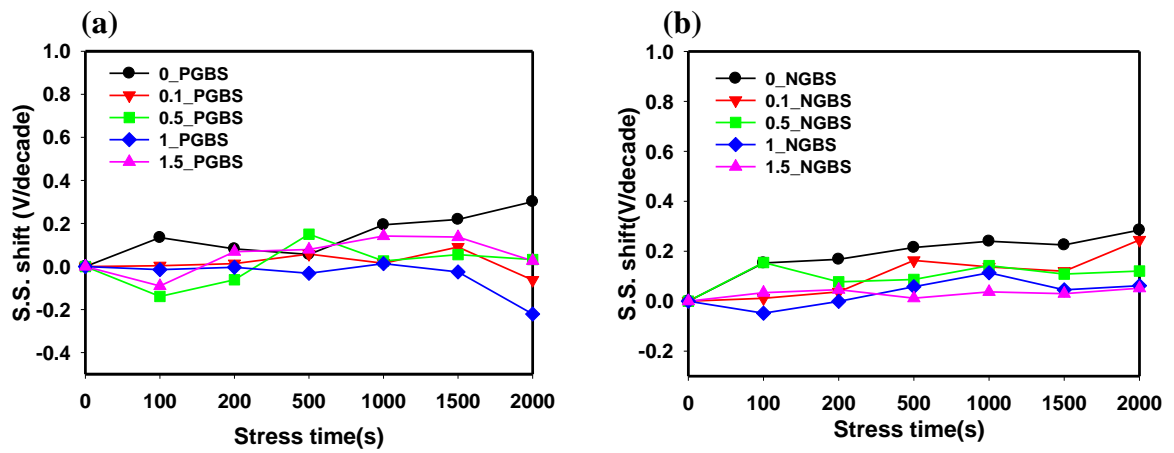 (a)
S.S. shift (V/decade)
1.0
0.8
0.6
0.4
0.2
0.0
-0.2
-0.4
0_PGBS
0.1_PGBS
0.5_PGBS
1_PGBS
1.5_PGBS
0 100 200 500 1000 1500 2000
Stress time(s)
(b)
S.S. shift(V/decade)
1.0
0.8
0.6
0.4
0.2
0.0
-0.2
0_NGBS
0.1_NGBS
0.5_NGBS
1_NGBS
1.5_NGBS
0 100 200 500 1000 1500 2000
Stress time(s)